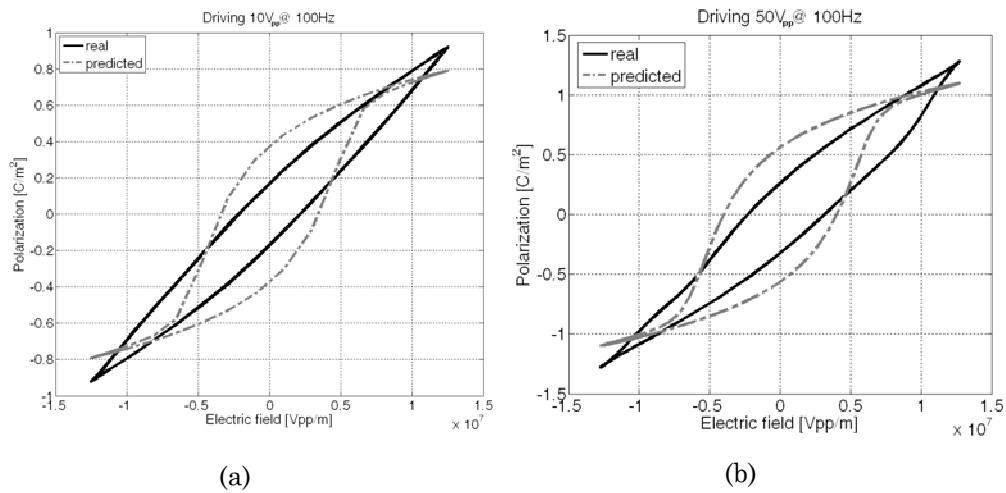 Driving 10Vpp@ 100Hz
real
predicted
Polarization [C/m²]
1
0.8
0.6
0.4
0.2
0
-0.2
-0.4
-0.6
-0.8
-1
-1.5
-1
-0.5
0
0.5
1
1.5
Electric field [Vpp/m]
x 10⁷
(a)
Driving 50Vpp@ 100Hz
real
predicted
Polarization [C/m²]
1.5
1
0.5
0
-0.5
-1
-1.5
-1.5
-1
-0.5
0
0.5
1
1.5
Electric field [Vpp/m]
x 10⁷
(b)